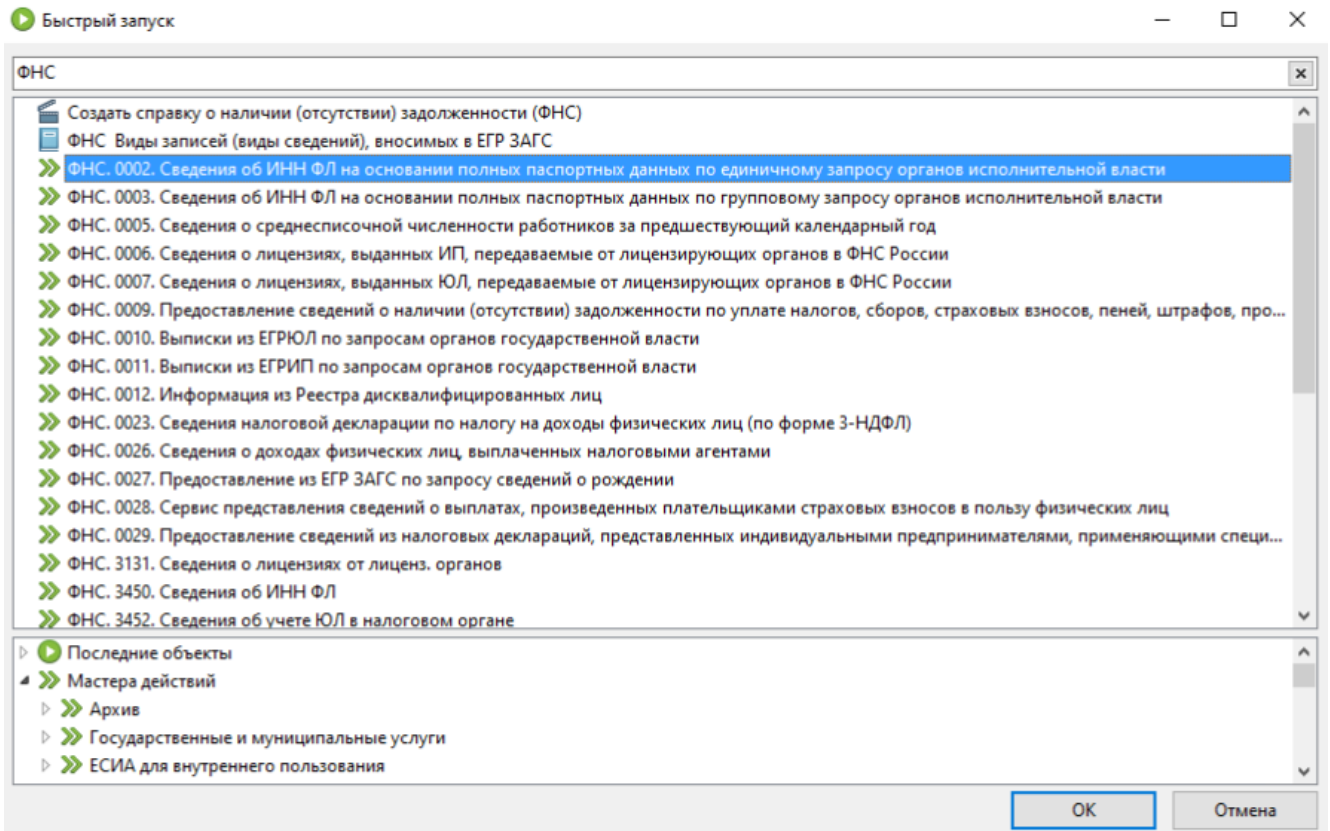 Быстрый запуск
ФНС
Создать справку о наличии (отсутствии) задолженности (ФНС)
ФНС Виды записей (виды сведений), вносимых в ЕГР ЗАГС
ФНС. 0002. Сведения об ИНН ФЛ на основании полных паспортных данных по единичному запросу органов исполнительной власти
ФНС. 0003. Сведения об ИНН ФЛ на основании полных паспортных данных по групповому запросу органов исполнительной власти
ФНС. 0005. Сведения о среднесписочной численности работников за предшествующий календарный год
ФНС. 0006. Сведения о лицензиях, выданных ИП, передаваемые от лицензирующих органов в ФНС России
ФНС. 0007. Сведения о лицензиях, выданных ЮЛ, передаваемые от лицензирующих органов в ФНС России
ФНС. 0009. Предоставление сведений о наличии (отсутствии) задолженности по уплате налогов, сборов, страховых взносов, пеней, штрафов, про...
ФНС. 0010. Выписки из ЕГРЮЛ по запросам органов государственной власти
ФНС. 0011. Выписки из ЕГРИП по запросам органов государственной власти
ФНС. 0012. Информация из Реестра дисквалифицированных лиц
ФНС. 0023. Сведения налоговой декларации по налогу на доходы физических лиц (по форме 3-НДФЛ)
ФНС. 0026. Сведения о доходах физических лиц, выплаченных налоговыми агентами
ФНС. 0027. Предоставление из ЕГР ЗАГС по запросу сведений о рождении
ФНС. 0028. Сервис представления сведений о выплатах, произведенных плательщиками страховых взносов в пользу физических лиц
ФНС. 0029. Предоставление сведений из налоговых деклараций, представленных индивидуальными предпринимателями, применяющими специ...
ФНС. 3131. Сведения о лицензиях от лиценз. органов
ФНС. 3450. Сведения об ИНН ФЛ
ФНС. 3452. Сведения об учете ЮЛ в налоговом органе
Последние объекты
Мастера действий
Архив
Государственные и муниципальные услуги
ЕСИА для внутреннего пользования
ОК
Отмена